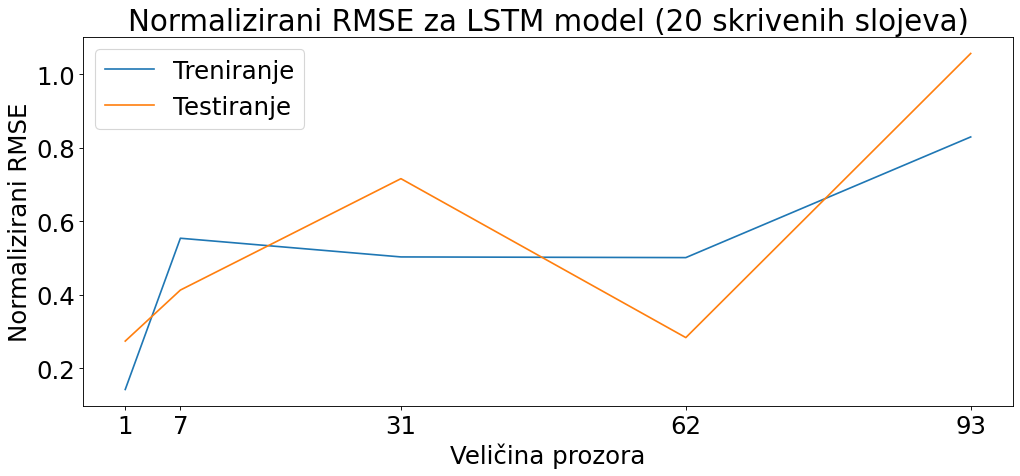 Normalizirani RMSE za LSTM model (20 skrivenih slojeva)
Treniranje
Testiranje
Normalizirani RMSE
1.0
0.8
0.6
0.4
0.2
1 7 31 62 93
Veličina prozora